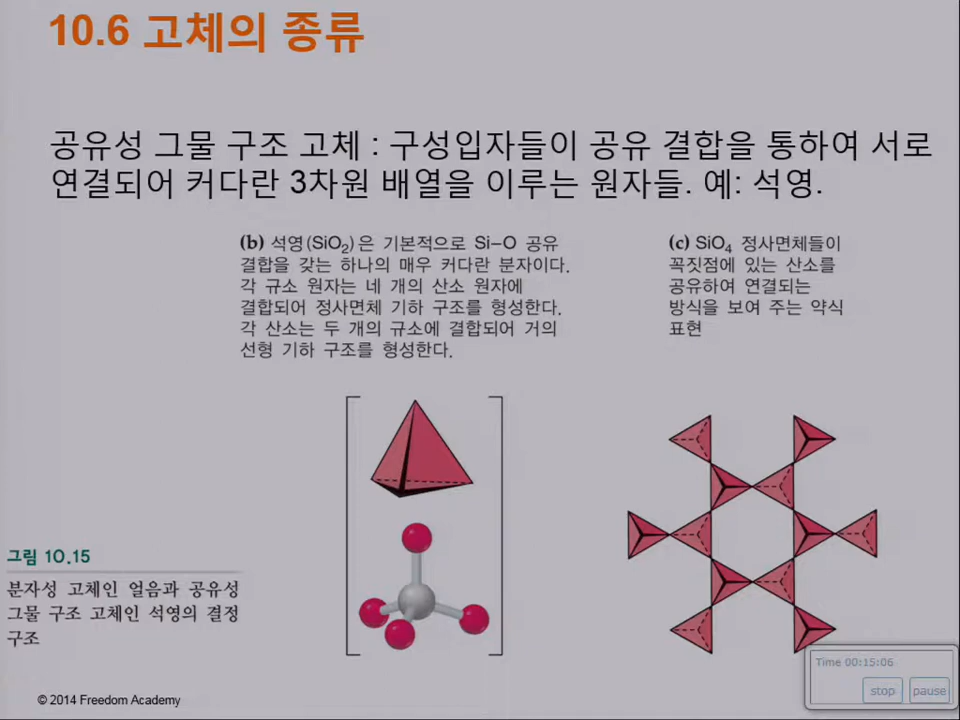 10.6 고체의 종류
공유성 그물 구조 고체 : 구성입자들이 공유 결합을 통하여 서로
연결되어 커다란 3차원 배열을 이루는 원자들. 예: 석영.
(b) 석영(SiO₂)은 기본적으로 Si–O 공유
결합을 갖는 하나의 매우 커다란 분자이다.
각 규소 원자는 네 개의 산소 원자에
결합되어 정사면체 기하 구조를 형성한다.
각 산소는 두 개의 규소에 결합되어 거의
선형 기하 구조를 형성한다.
(c) SiO₄ 정사면체들이
꼭짓점에 있는 산소를
공유하여 연결되는
방식을 보여 주는 약식
표현
그림 10.15
분자성 고체인 얼음과 공유성
그물 구조 고체인 석영의 결정
구조
Time 00:15:06
stop pause
© 2014 Freedom Academy